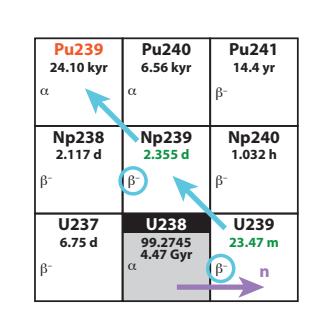 Pu239 Pu240 Pu241
24.10 kyr 6.56 kyr 14.4 yr
α α β⁻
Np238 Np239 Np240
2.117 d 2.355 d 1.032 h
β⁻ β⁻ β⁻
U237 U238 U239
6.75 d 99.2745 23.47 m
4.47 Gyr
β⁻ α β⁻ n